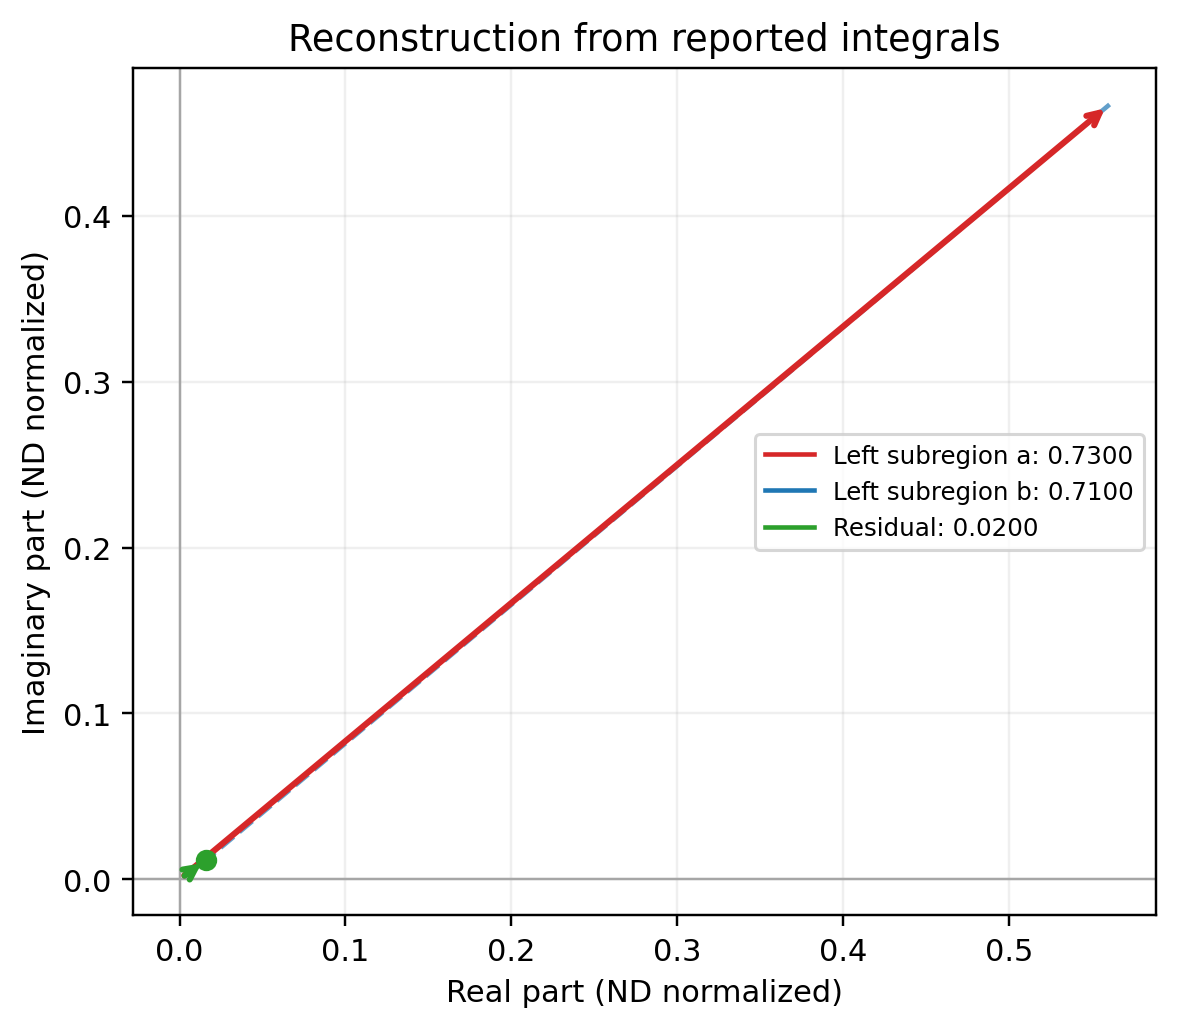 Reconstruction from reported integrals
Imaginary part (ND normalized)
0.4
0.3
0.2
0.1
0.0
Left subregion a: 0.7300
Left subregion b: 0.7100
Residual: 0.0200
0.0 0.1 0.2 0.3 0.4 0.5
Real part (ND normalized)